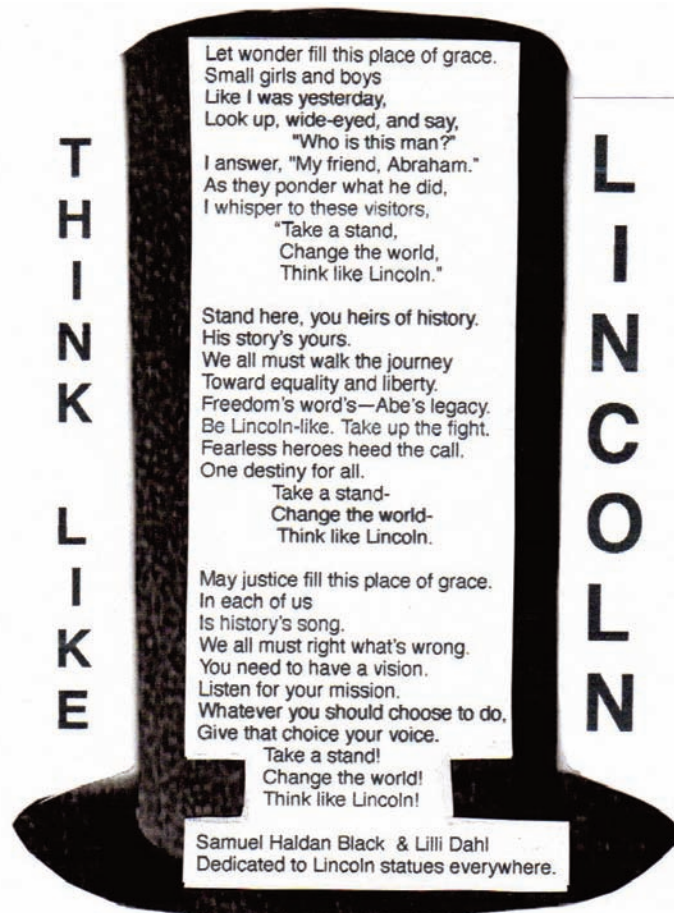 THINK LIKE
LINCOLN
Let wonder fill this place of grace.
Small girls and boys
Like I was yesterday,
Look up, wide-eyed, and say,
"Who is this man?"
I answer, "My friend, Abraham."
As they ponder what he did,
I whisper to these visitors,
"Take a stand,
Change the world,
Think like Lincoln."
Stand here, you heirs of history.
His story's yours.
We all must walk the journey
Toward equality and liberty.
Freedom's word's—Abe's legacy.
Be Lincoln-like. Take up the fight.
Fearless heroes heed the call.
One destiny for all.
Take a stand-
Change the world-
Think like Lincoln.
May justice fill this place of grace.
In each of us
Is history's song.
We all must right what's wrong.
You need to have a vision.
Listen for your mission.
Whatever you should choose to do,
Give that choice your voice.
Take a stand!
Change the world!
Think like Lincoln!
Samuel Haldan Black & Lilli Dahl
Dedicated to Lincoln statues everywhere.